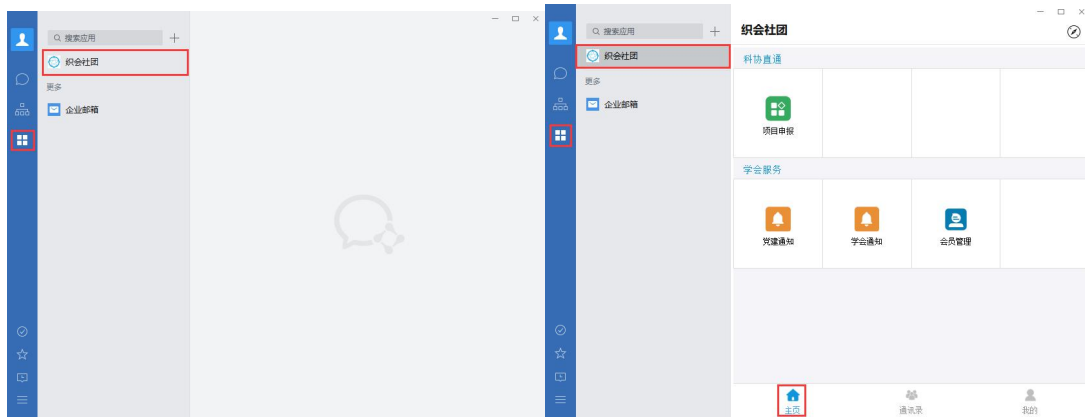 搜索应用
织会社团
更多
企业邮箱
搜索应用
织会社团
更多
企业邮箱
织会社团
科协直通
项目申报
学会服务
党建通知
学会通知
会员管理
主页
通讯录
我的